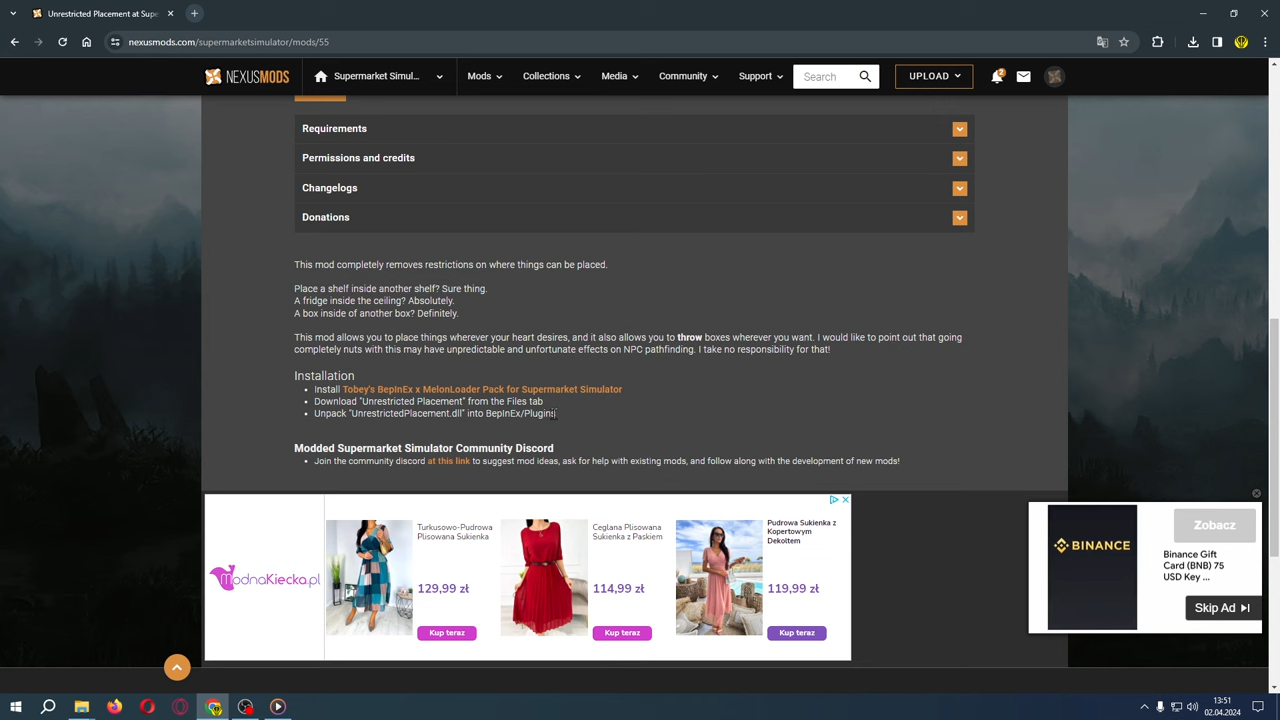 Unrestricted Placement at Supe
nexusmods.com/supermarketsimulator/mods/55
NEXUSMODS
Supermarket Simul...
Mods
Collections
Media
Community
Support
Search
UPLOAD
2
Requirements
Permissions and credits
Changelogs
Donations
This mod completely removes restrictions on where things can be placed.
Place a shelf inside another shelf? Sure thing.
A fridge inside the ceiling? Absolutely.
A box inside of another box? Definitely.
This mod allows you to place things wherever your heart desires, and it also allows you to throw boxes wherever you want. I would like to point out that going
completely nuts with this may have unpredictable and unfortunate effects on NPC pathfinding. I take no responsibility for that!
Installation
Install Tobey's BepInEx x MelonLoader Pack for Supermarket Simulator
Download "Unrestricted Placement" from the Files tab
Unpack "UnrestrictedPlacement.dll" into BepInEx/Plugins
Modded Supermarket Simulator Community Discord
Join the community discord at this link to suggest mod ideas, ask for help with existing mods, and follow along with the development of new mods!
ModnaKiecka.pl
Turkusowo-Pudrowa
Plisowana Sukienka
129,99 zł
Kup teraz
Ceglana Plisowana
Sukienka z Paskiem
114,99 zł
Kup teraz
Pudrowa Sukienka z
Kopertowym
Dekoltem
119,99 zł
Kup teraz
BINANCE
Zobacz
Binance Gift
Card (BNB) 75
USD Key ...
Skip Ad
13:51
02.04.2024